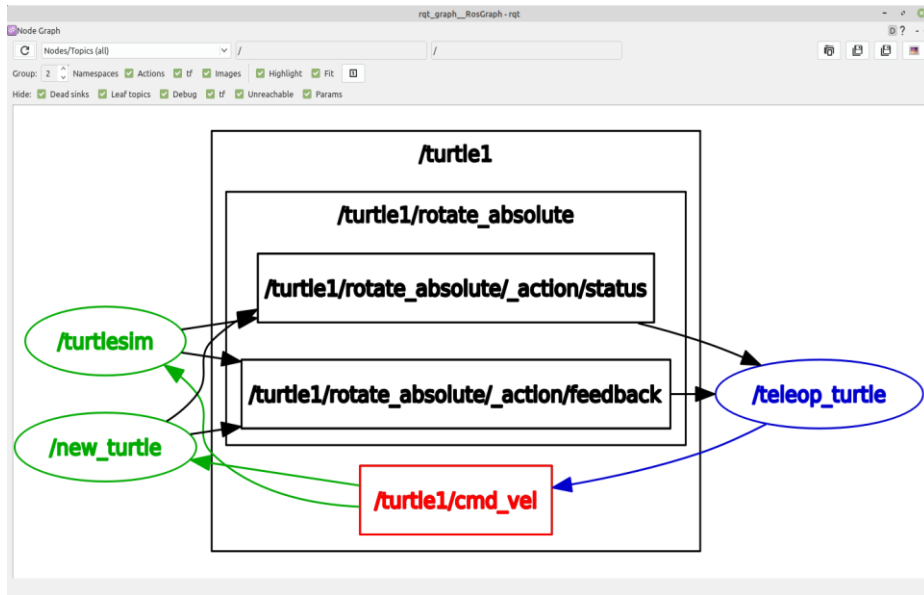 rqt_graph__RosGraph - rqt
Node Graph
D ? -
Nodes/Topics (all) / /
Group: 2 Namespaces Actions tf Images Highlight Fit
Hide: Dead sinks Leaf topics Debug tf Unreachable Params
/turtle1
/turtle1/rotate_absolute
/turtle1/rotate_absolute/_action/status
/turtlesim
/turtle1/rotate_absolute/_action/feedback
/teleop_turtle
/new_turtle
/turtle1/cmd_vel